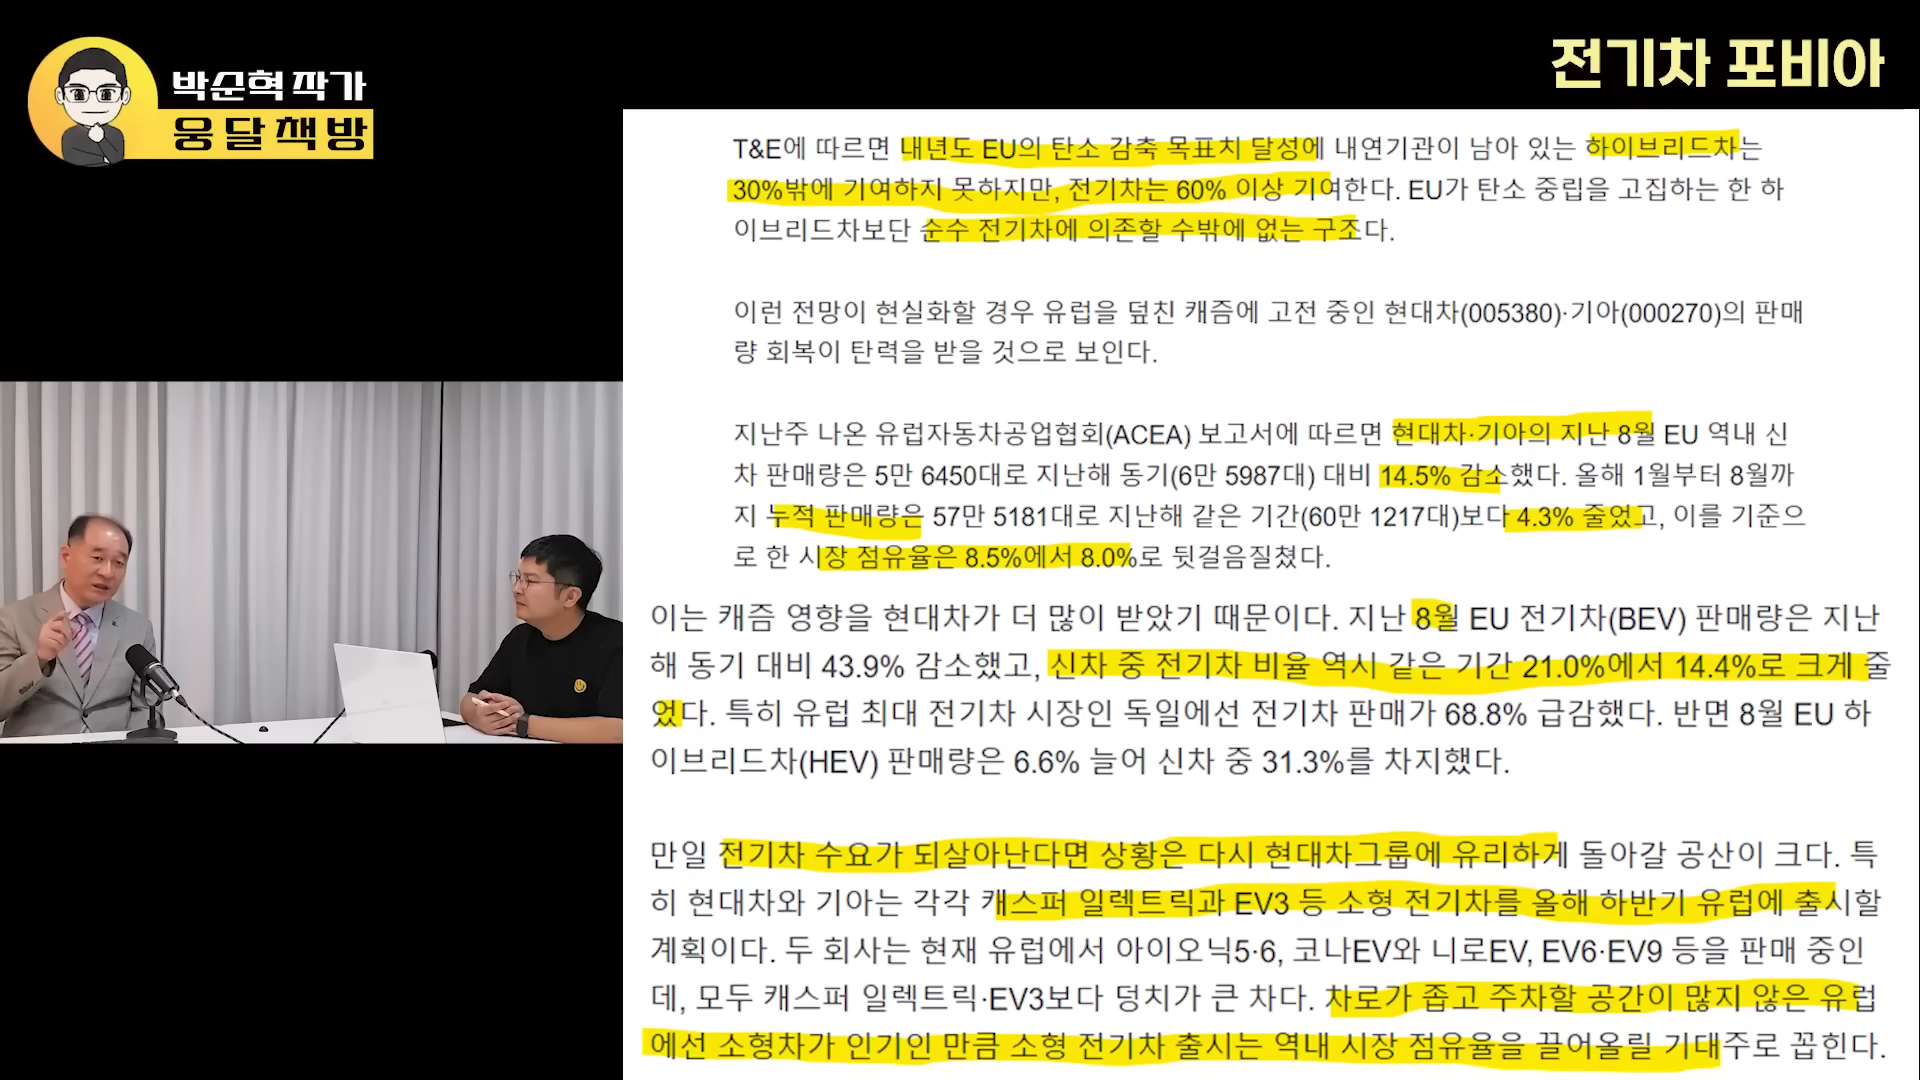 박순혁 작가
웅달책방
전기차 포비아
T&E에 따르면 내년도 EU의 탄소 감축 목표치 달성에 내연기관이 남아 있는 하이브리드차는
30%밖에 기여하지 못하지만, 전기차는 60% 이상 기여한다. EU가 탄소 중립을 고집하는 한 하
이브리드차보단 순수 전기차에 의존할 수밖에 없는 구조다.
이런 전망이 현실화할 경우 유럽을 덮친 캐즘에 고전 중인 현대차(005380)·기아(000270)의 판매
량 회복이 탄력을 받을 것으로 보인다.
지난주 나온 유럽자동차공업협회(ACEA) 보고서에 따르면 현대차·기아의 지난 8월 EU 역내 신
차 판매량은 5만 6450대로 지난해 동기(6만 5987대) 대비 14.5% 감소했다. 올해 1월부터 8월까
지 누적 판매량은 57만 5181대로 지난해 같은 기간(60만 1217대)보다 4.3% 줄었고, 이를 기준으
로 한 시장 점유율은 8.5%에서 8.0%로 뒷걸음질쳤다.
이는 캐즘 영향을 현대차가 더 많이 받았기 때문이다. 지난 8월 EU 전기차(BEV) 판매량은 지난
해 동기 대비 43.9% 감소했고, 신차 중 전기차 비율 역시 같은 기간 21.0%에서 14.4%로 크게 줄
었다. 특히 유럽 최대 전기차 시장인 독일에선 전기차 판매가 68.8% 급감했다. 반면 8월 EU 하
이브리드차(HEV) 판매량은 6.6% 늘어 신차 중 31.3%를 차지했다.
만일 전기차 수요가 되살아난다면 상황은 다시 현대차그룹에 유리하게 돌아갈 공산이 크다. 특
히 현대차와 기아는 각각 캐스퍼 일렉트릭과 EV3 등 소형 전기차를 올해 하반기 유럽에 출시할
계획이다. 두 회사는 현재 유럽에서 아이오닉5·6, 코나EV와 니로EV, EV6·EV9 등을 판매 중인
데, 모두 캐스퍼 일렉트릭·EV3보다 덩치가 큰 차다. 차로가 좁고 주차할 공간이 많지 않은 유럽
에선 소형차가 인기인 만큼 소형 전기차 출시는 역내 시장 점유율을 끌어올릴 기대주로 꼽힌다.